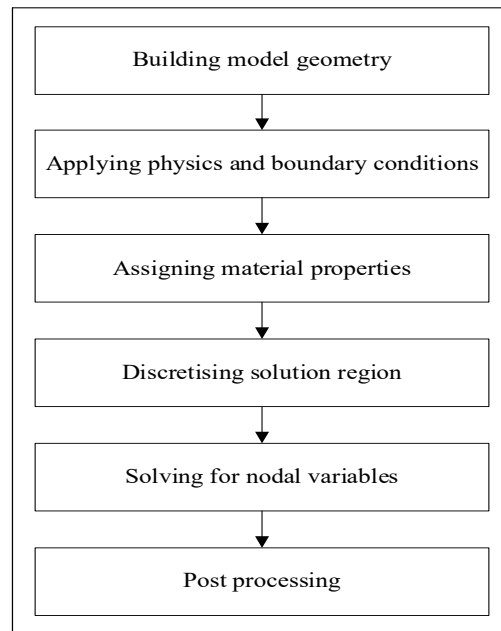 Building model geometry
Applying physics and boundary conditions
Assigning material properties
Discretising solution region
Solving for nodal variables
Post processing